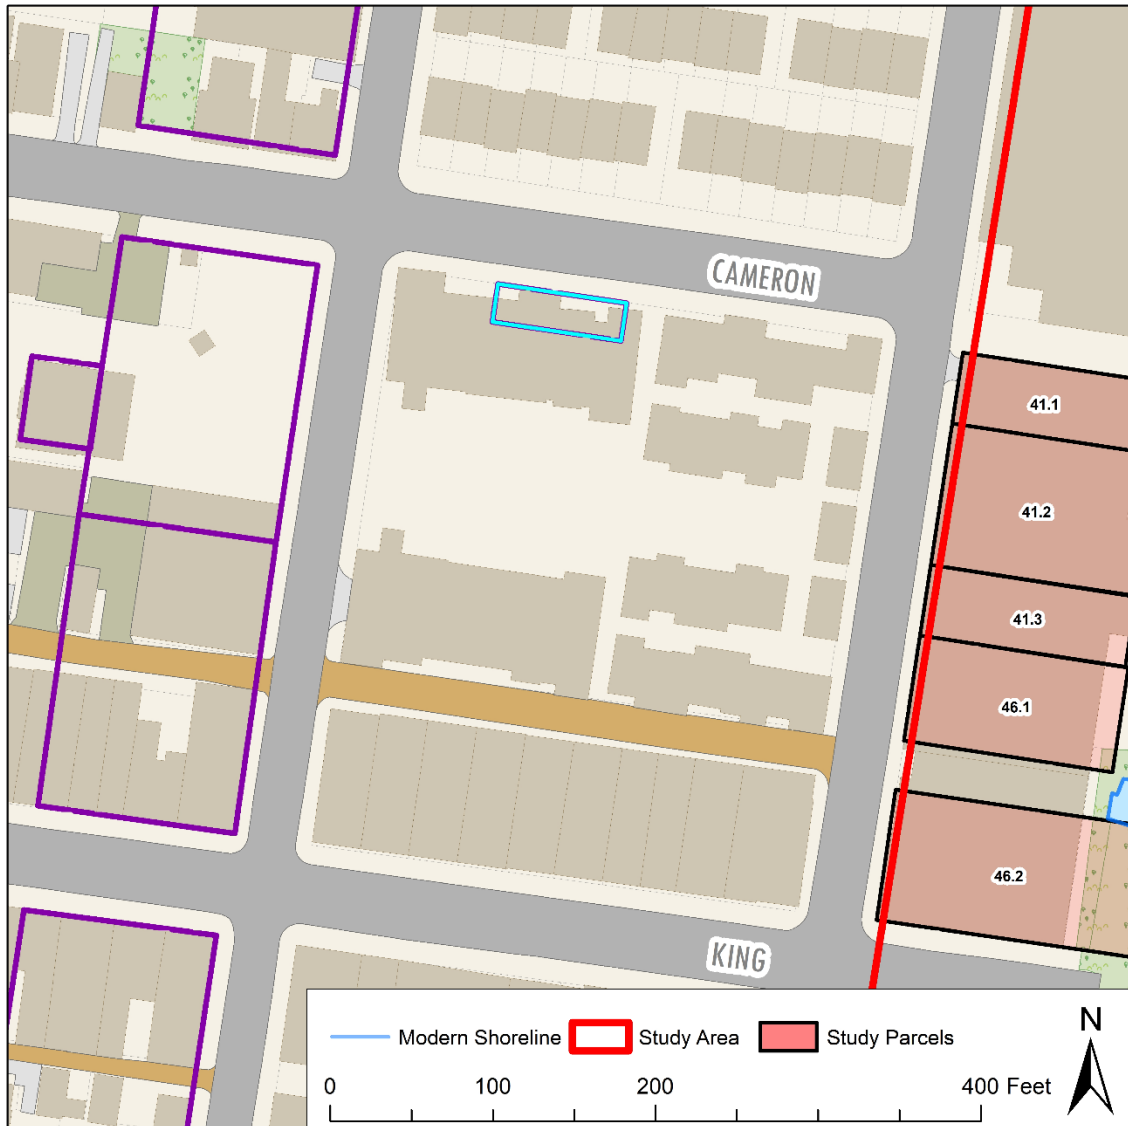 CAMERON
41.1
41.2
41.3
46.1
46.2
KING
Modern Shoreline Study Area Study Parcels
N
0 100 200 400 Feet